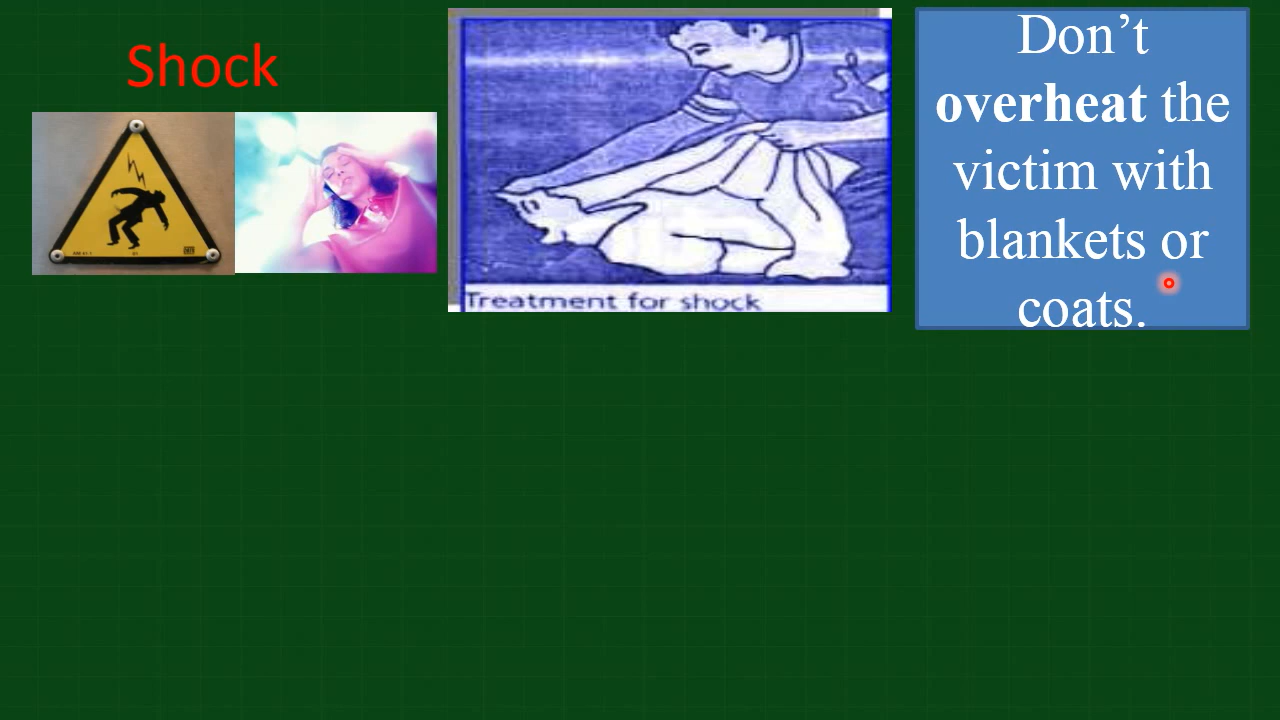 Shock
Treatment for shock
Don’t
overheat the
victim with
blankets or
coats.